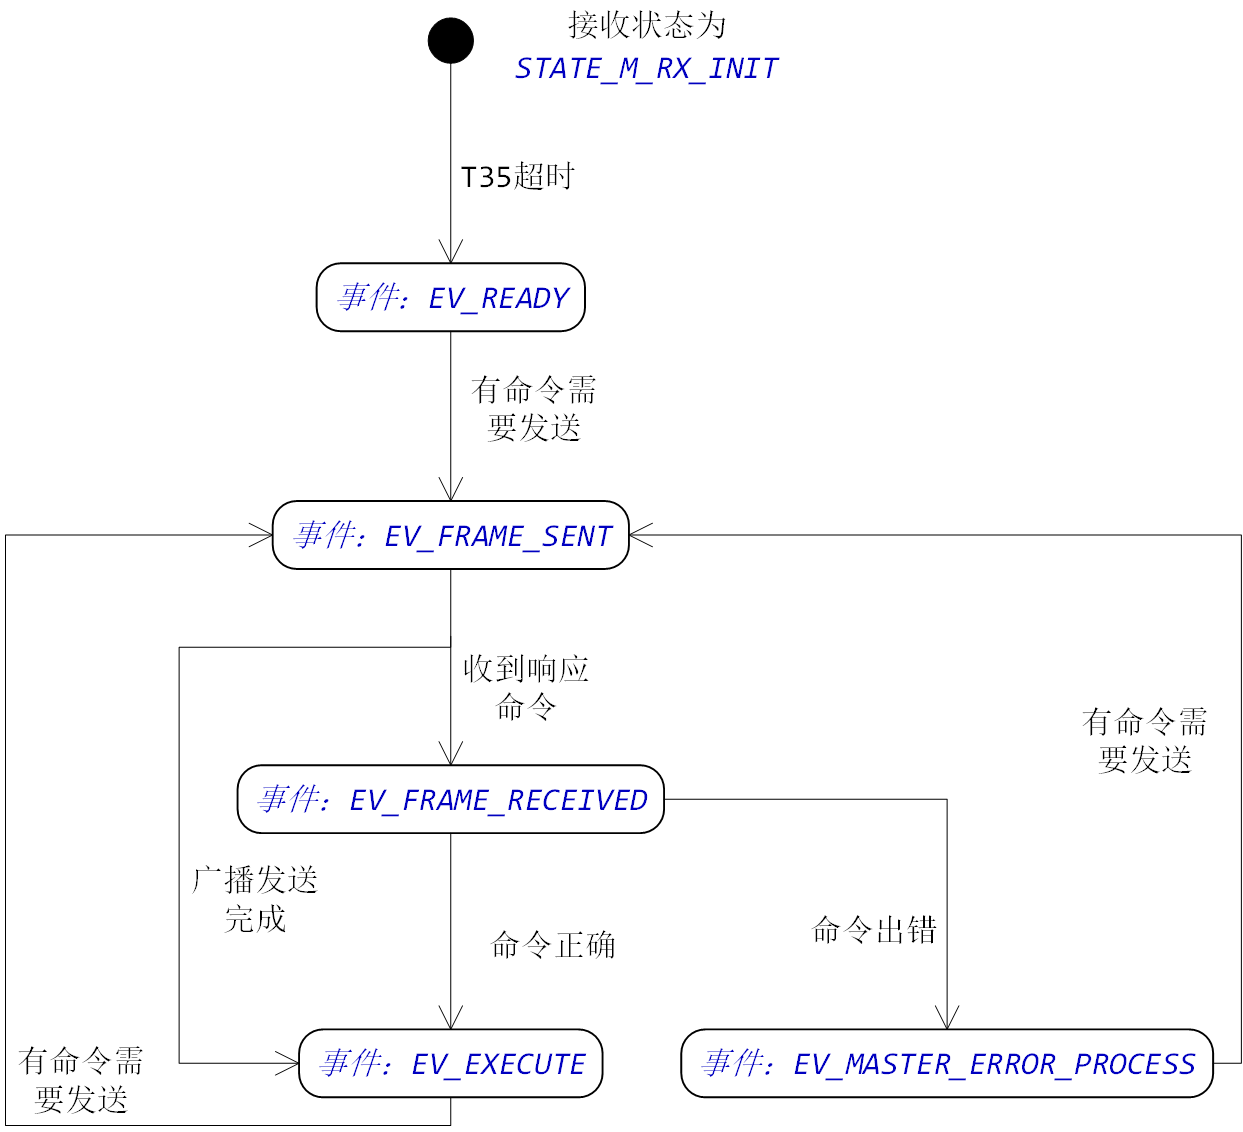 接收状态为
STATE_M_RX_INIT
T35超时
事件: EV_READY
有命令需
要发送
事件: EV_FRAME_SENT
收到响应
命令
有命令需
要发送
事件: EV_FRAME_RECEIVED
广播发送
完成
命令正确
命令出错
事件: EV_EXECUTE
事件: EV_MASTER_ERROR_PROCESS
有命令需
要发送